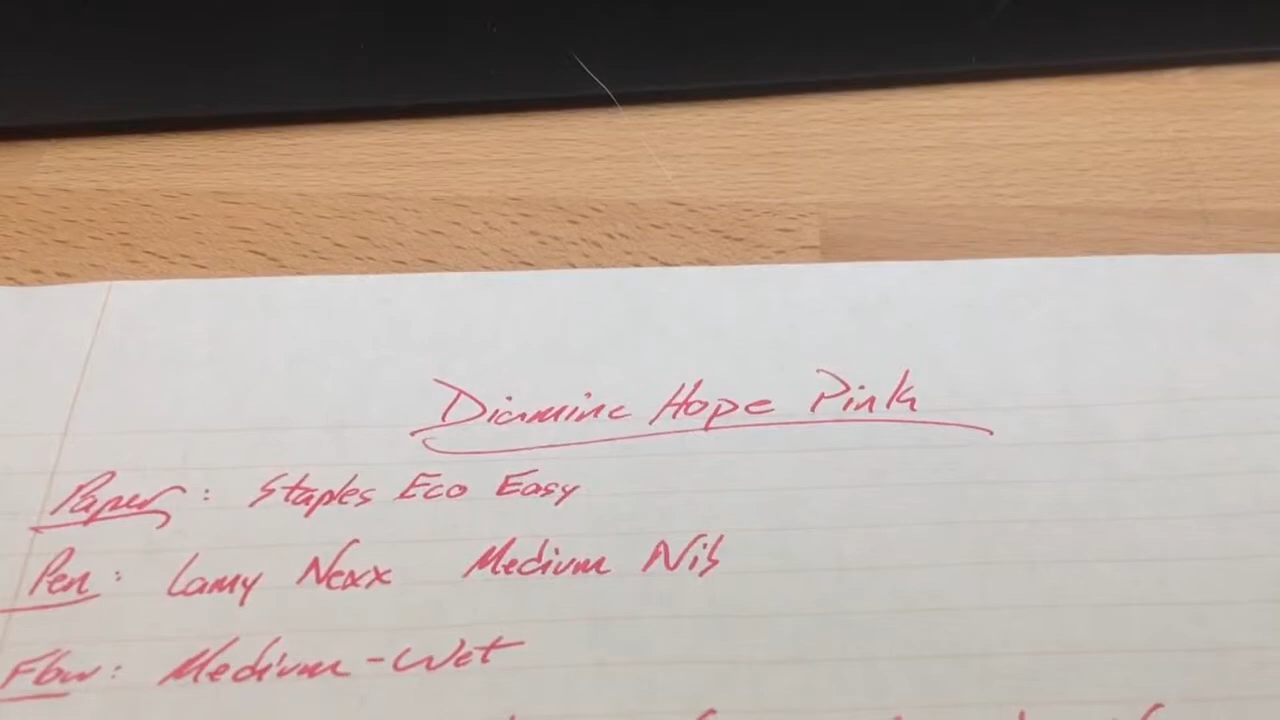 Diamine Hope Pink
Paper: Staples Eco Easy
Pen: Lamy Nexx Medium Nib
Flow: Medium-Wet